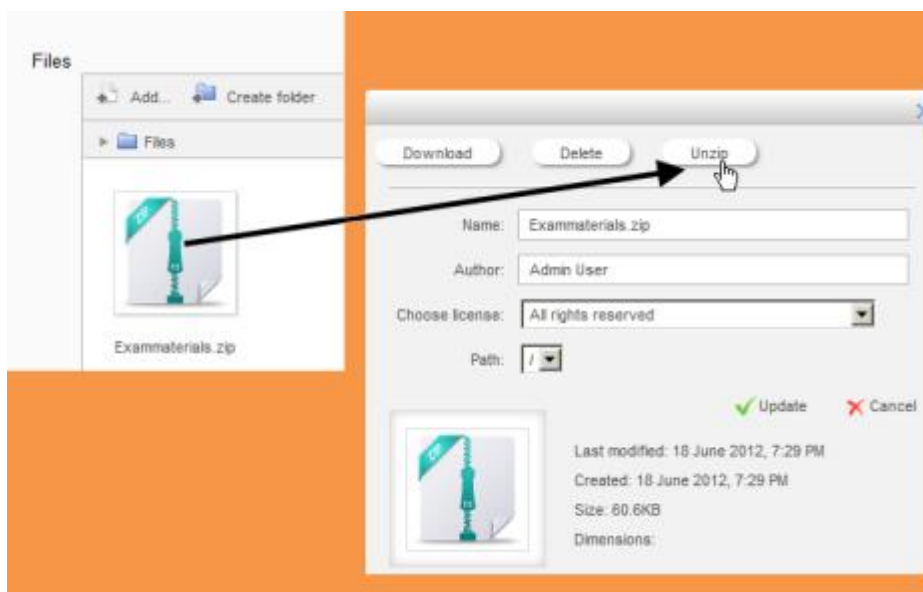 Files
Add... Create folder
Files
ZIP
Exammaterials.zip
Download Delete Unzip
Name: Exammaterials.zip
Author: Admin User
Choose license: All rights reserved
Path: /
Update Cancel
ZIP
Last modified: 18 June 2012, 7:29 PM
Created: 18 June 2012, 7:29 PM
Size: 60.6KB
Dimensions: